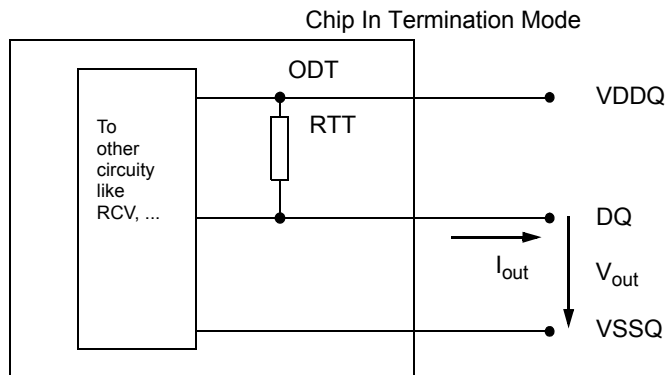 Chip In Termination Mode
ODT
VDDQ
To
other
circuity
like
RCV, ...
RTT
DQ
Iout
Vout
VSSQ